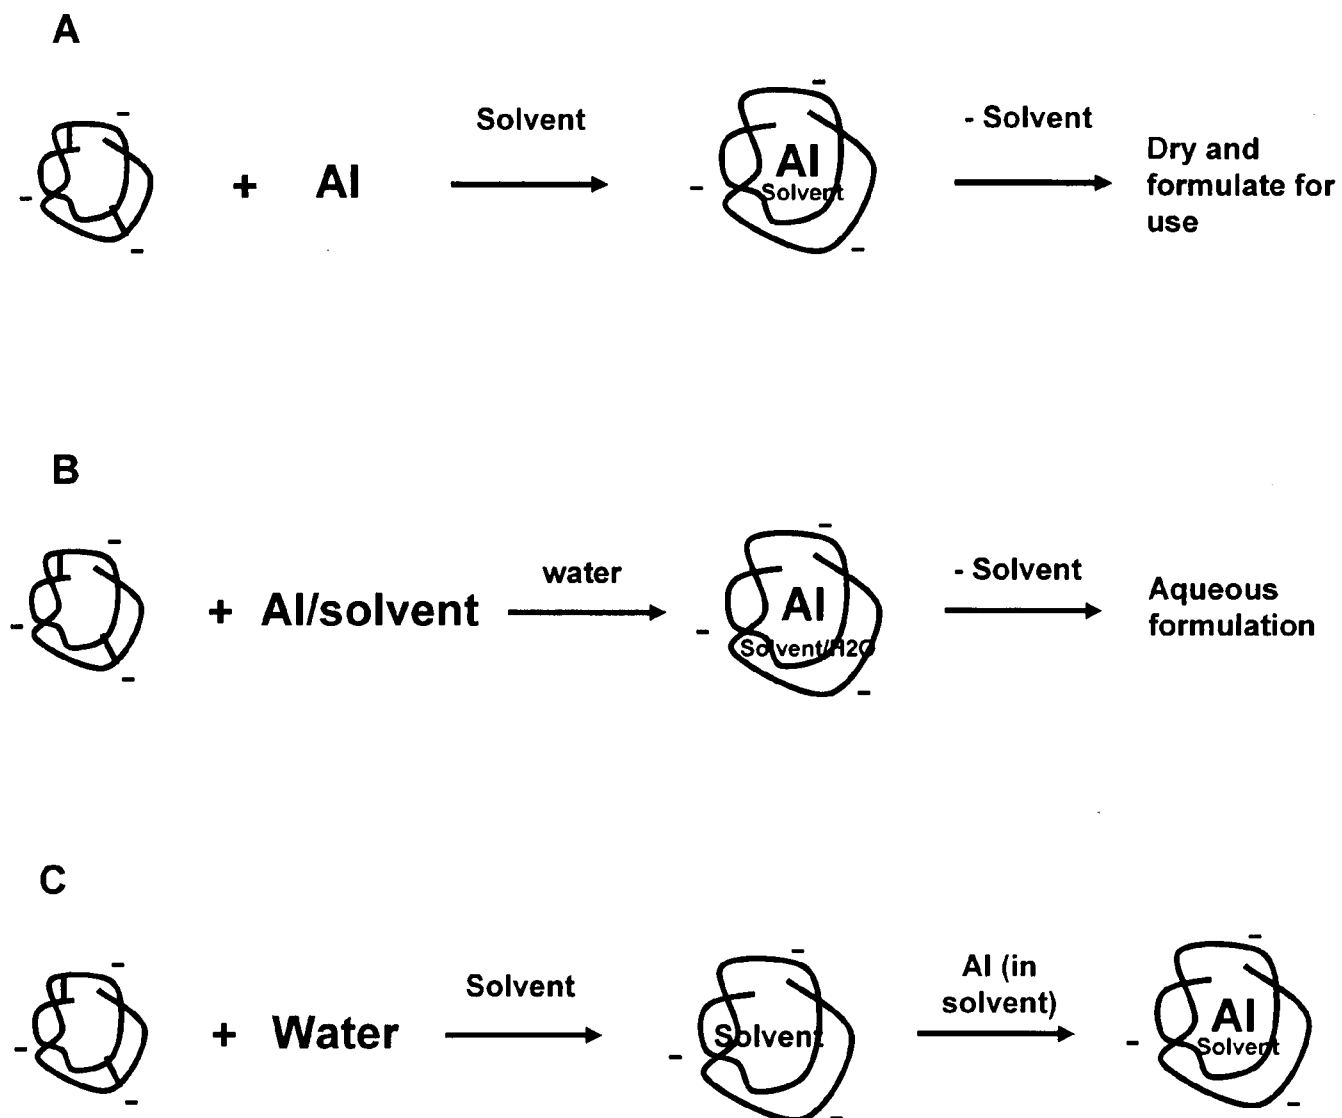 A
+ AI
Solvent
AI
Solvent
- Solvent
Dry and
formulate for
use
B
+ AI/solvent
water
AI
Solvent/H2O
- Solvent
Aqueous
formulation
C
+ Water
Solvent
Solvent
AI (in
solvent)
AI
Solvent